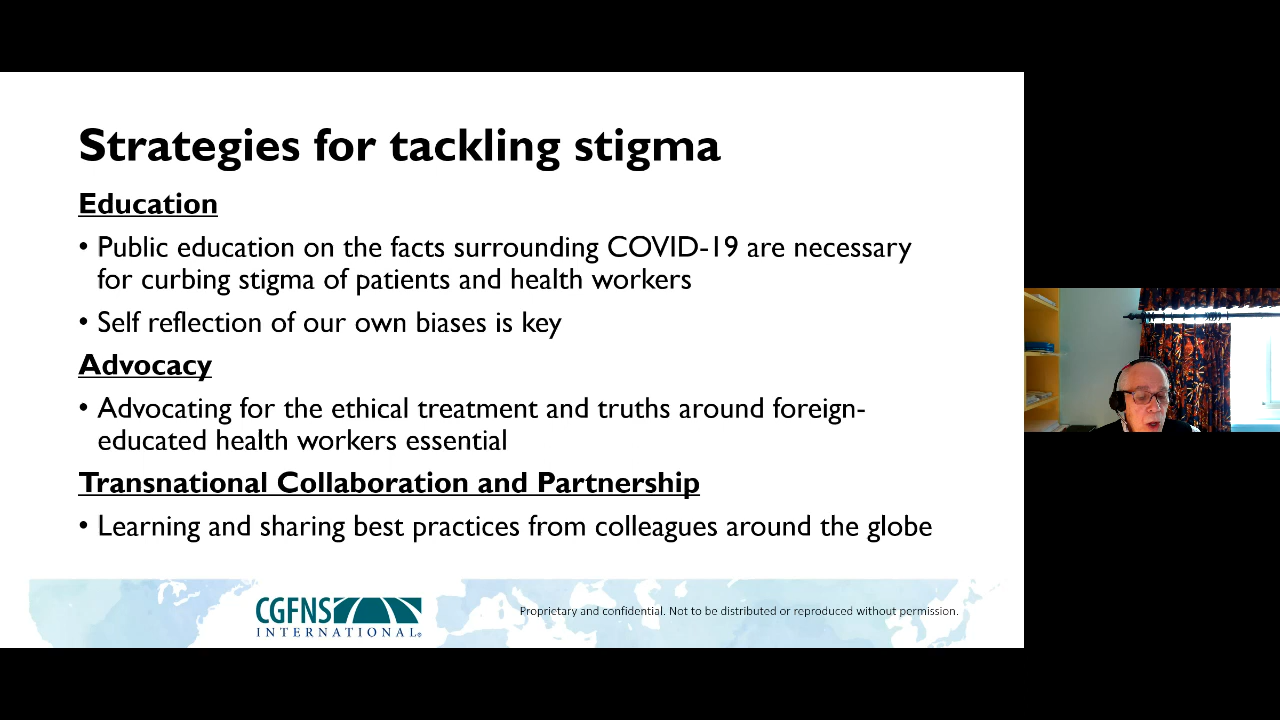 Strategies for tackling stigma
Education
• Public education on the facts surrounding COVID-19 are necessary
for curbing stigma of patients and health workers
• Self reflection of our own biases is key
Advocacy
• Advocating for the ethical treatment and truths around foreign-
educated health workers essential
Transnational Collaboration and Partnership
• Learning and sharing best practices from colleagues around the globe
CGFNS
INTERNATIONAL®
Proprietary and confidential. Not to be distributed or reproduced without permission.